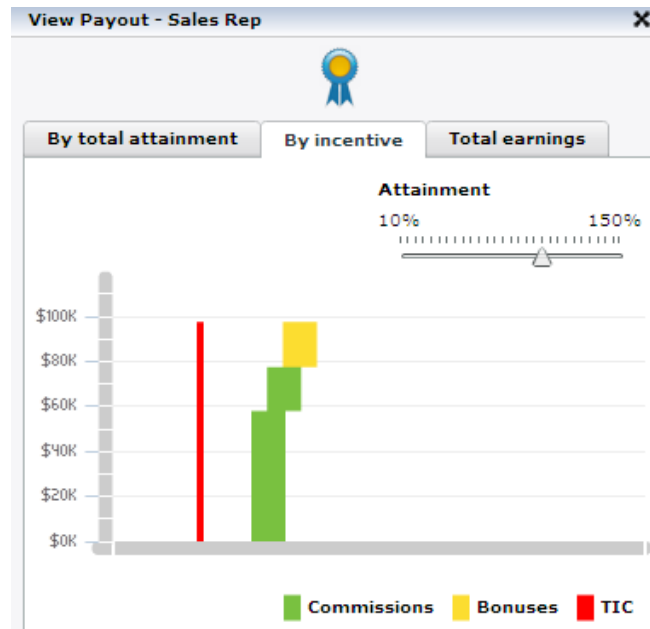 View Payout - Sales Rep
By total attainment By incentive Total earnings
Attainment
10% 150%
$100K
$80K
$60K
$40K
$20K
$0K
Commissions Bonuses TIC